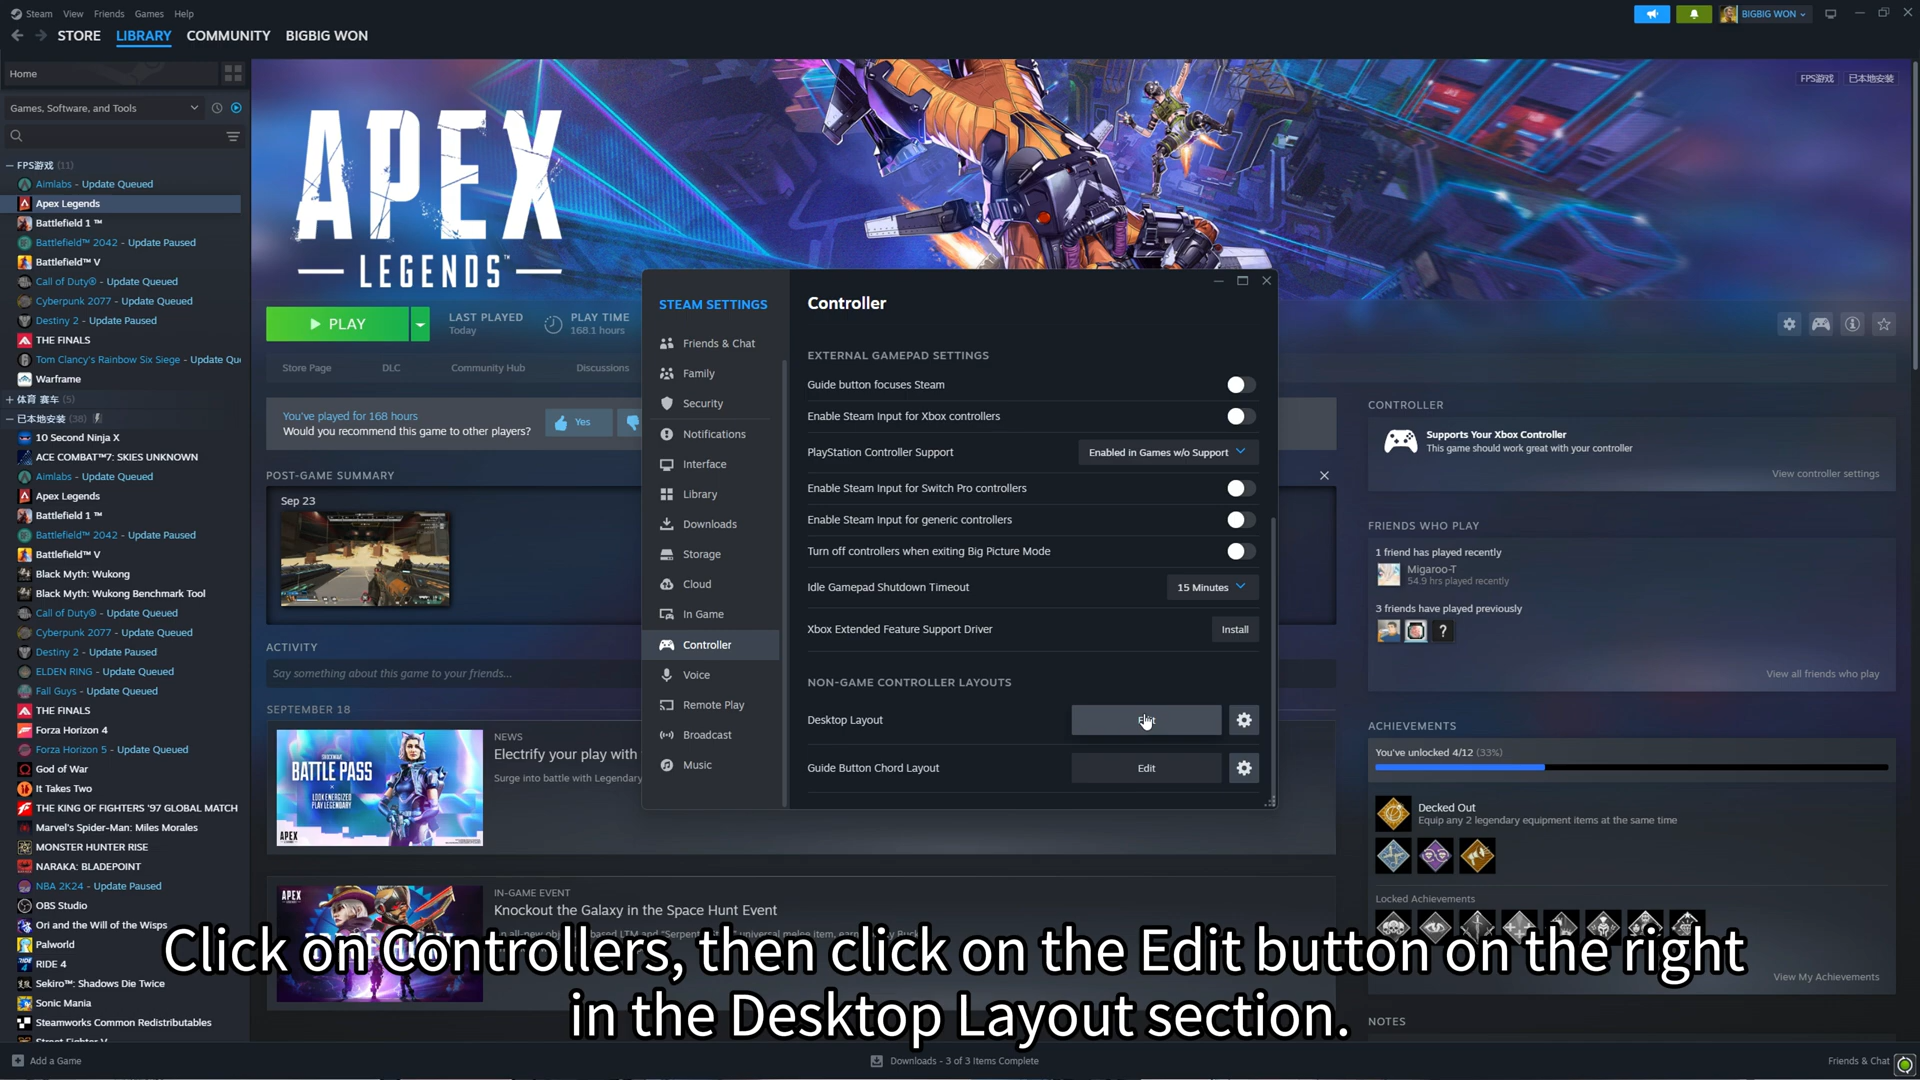 Steam View Friends Games Help
BIGBIG WON
STORE LIBRARY COMMUNITY BIGBIG WON
Home
Games, Software, and Tools
FPS游戏 (11)
Aimlabs - Update Queued
Apex Legends
Battlefield 1 ™
Battlefield™ 2042 - Update Paused
Battlefield™ V
Call of Duty® - Update Queued
Cyberpunk 2077 - Update Queued
Destiny 2 - Update Paused
THE FINALS
Tom Clancy's Rainbow Six Siege - Update Qu
Warframe
体育 赛车 (5)
已本地安装 (38)
10 Second Ninja X
ACE COMBAT™7: SKIES UNKNOWN
Aimlabs - Update Queued
Apex Legends
Battlefield 1 ™
Battlefield™ 2042 - Update Paused
Battlefield™ V
Black Myth: Wukong
Black Myth: Wukong Benchmark Tool
Call of Duty® - Update Queued
Cyberpunk 2077 - Update Queued
Destiny 2 - Update Paused
ELDEN RING - Update Queued
Fall Guys - Update Queued
THE FINALS
Forza Horizon 4
Forza Horizon 5 - Update Queued
God of War
It Takes Two
THE KING OF FIGHTERS '97 GLOBAL MATCH
Marvel's Spider-Man: Miles Morales
MONSTER HUNTER RISE
NARAKA: BLADEPOINT
NBA 2K24 - Update Paused
OBS Studio
Ori and the Will of the Wisps
Palworld
RIDE 4
Sekiro™: Shadows Die Twice
Sonic Mania
Steamworks Common Redistributables
Street Fighter V
Add a Game
FPS游戏 已本地安装
APEX
LEGENDS™
PLAY
LAST PLAYED
Today
PLAY TIME
168.1 hours
Store Page DLC Community Hub Discussions
You've played for 168 hours
Would you recommend this game to other players?
Yes
POST-GAME SUMMARY
Sep 23
ACTIVITY
Say something about this game to your friends...
SEPTEMBER 18
BATTLE PASS
APEX
NEWS
Electrify your play with
Surge into battle with Legendary
APEX
IN-GAME EVENT
Knockout the Galaxy in the Space Hunt Event
STEAM SETTINGS
Friends & Chat
Family
Security
Notifications
Interface
Library
Downloads
Storage
Cloud
In Game
Controller
Voice
Remote Play
Broadcast
Music
Controller
EXTERNAL GAMEPAD SETTINGS
Guide button focuses Steam
Enable Steam Input for Xbox controllers
PlayStation Controller Support Enabled in Games w/o Support
Enable Steam Input for Switch Pro controllers
Enable Steam Input for generic controllers
Turn off controllers when exiting Big Picture Mode
Idle Gamepad Shutdown Timeout 15 Minutes
Xbox Extended Feature Support Driver Install
NON-GAME CONTROLLER LAYOUTS
Desktop Layout Edit
Guide Button Chord Layout Edit
CONTROLLER
Supports Your Xbox Controller
This game should work great with your controller
View controller settings
FRIENDS WHO PLAY
1 friend has played recently
Migaroo-T
54.9 hrs played recently
3 friends have played previously
?
View all friends who play
ACHIEVEMENTS
You've unlocked 4/12 (33%)
Decked Out
Equip any 2 legendary equipment items at the same time
Locked Achievements
View My Achievements
NOTES
Click on Controllers, then click on the Edit button on the right
in the Desktop Layout section.
Downloads - 3 of 3 Items Complete
Friends & Chat